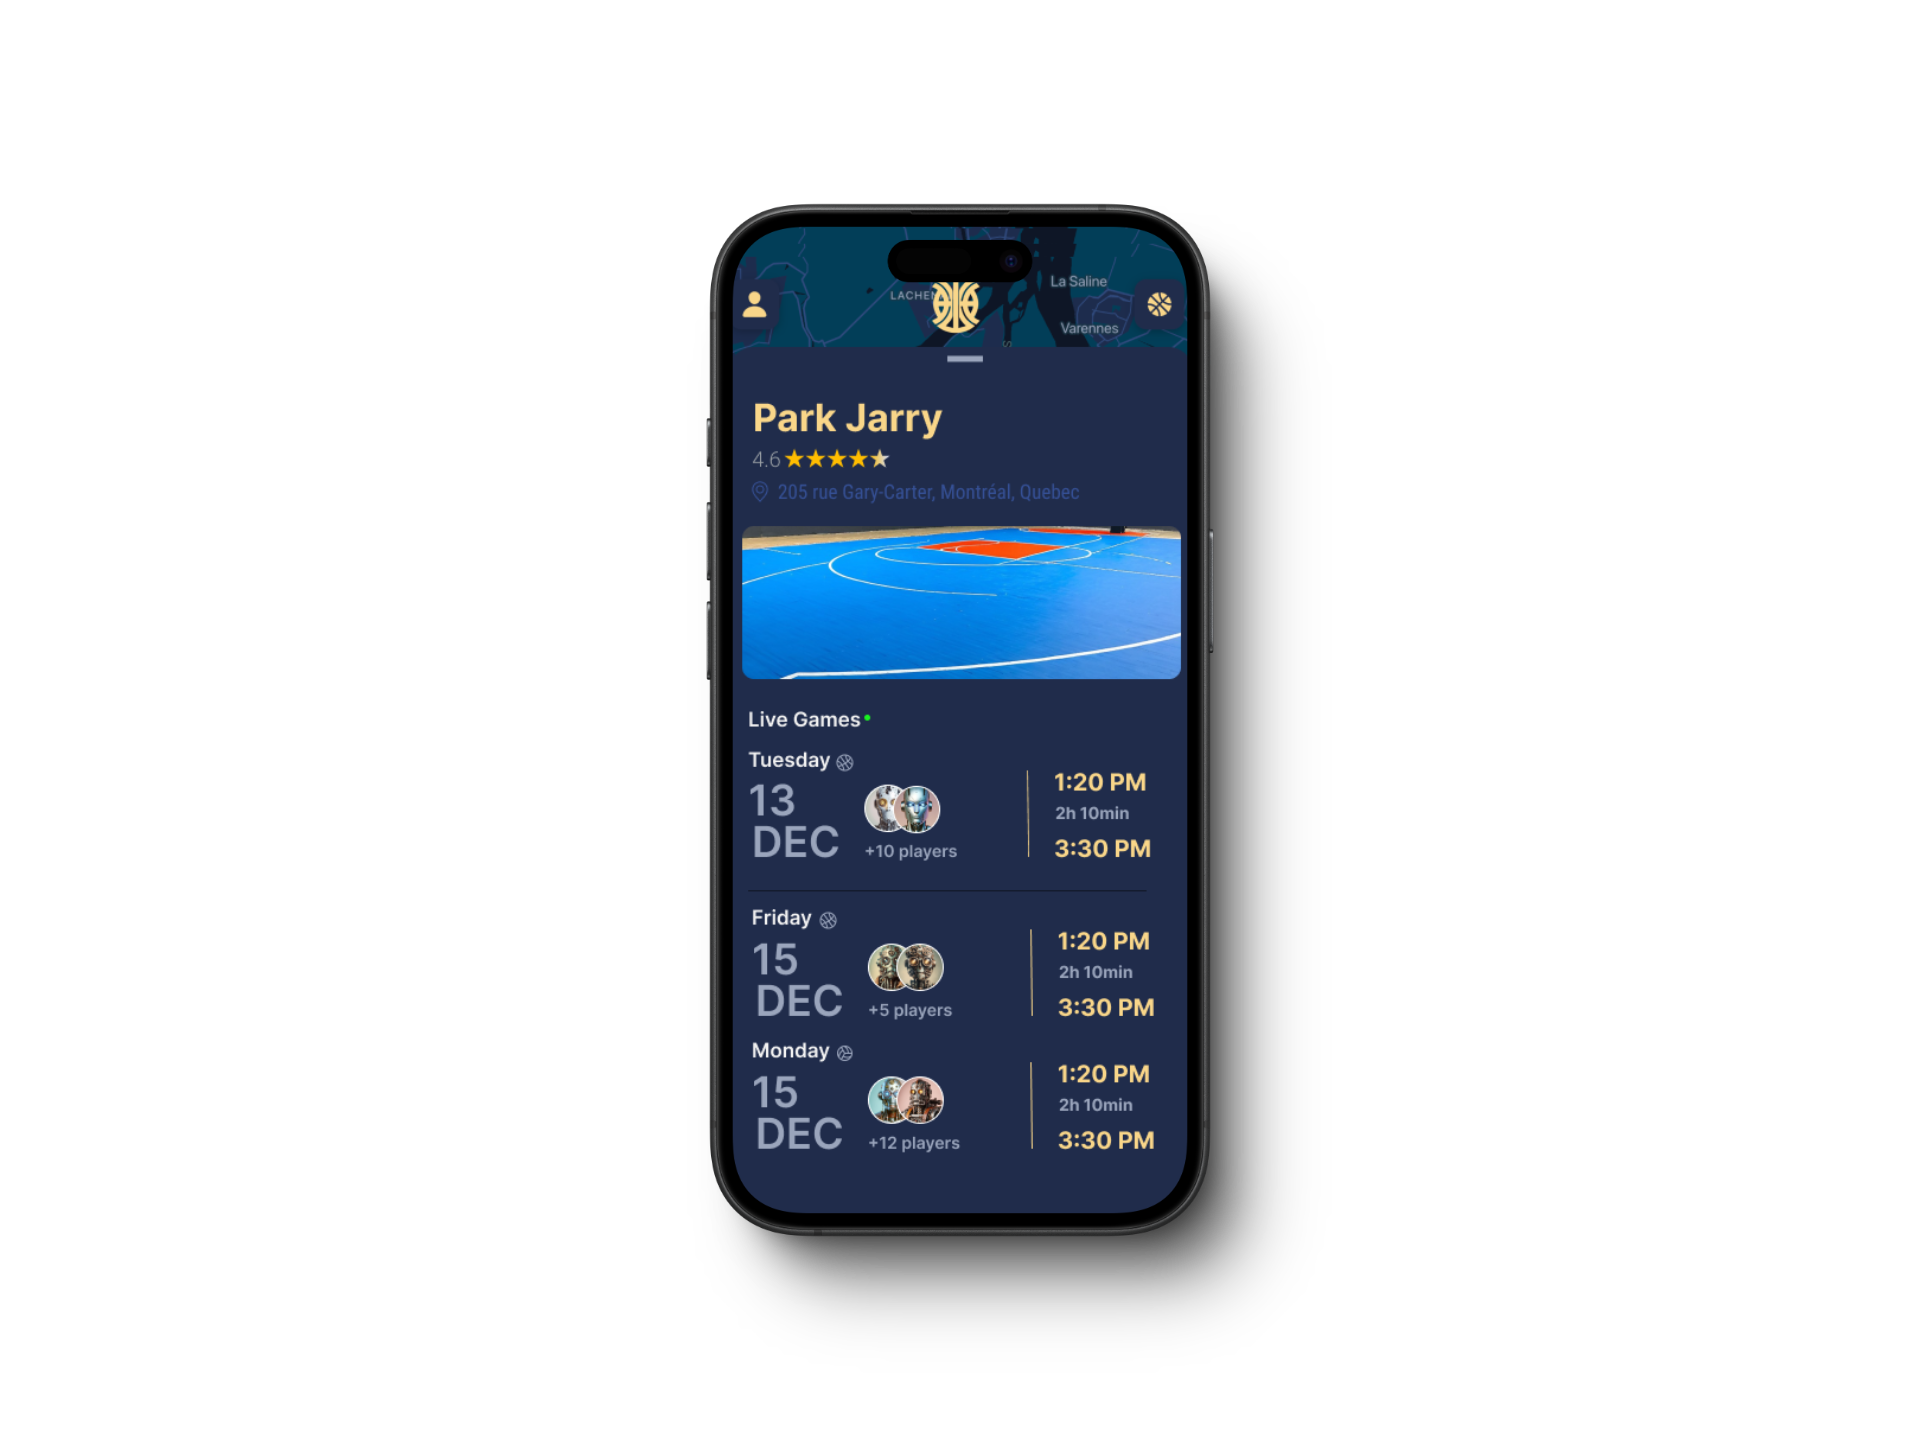 La Saline
Varennes
Park Jarry
4.6
205 rue Gary-Carter, Montréal, Quebec
Live Games
Tuesday
13
DEC
+10 players
1:20 PM
2h 10min
3:30 PM
Friday
15
DEC
+5 players
1:20 PM
2h 10min
3:30 PM
Monday
15
DEC
+12 players
1:20 PM
2h 10min
3:30 PM